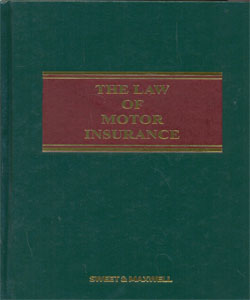 THE LAW
OF
MOTOR
INSURANCE
SWEET & MAXWELL